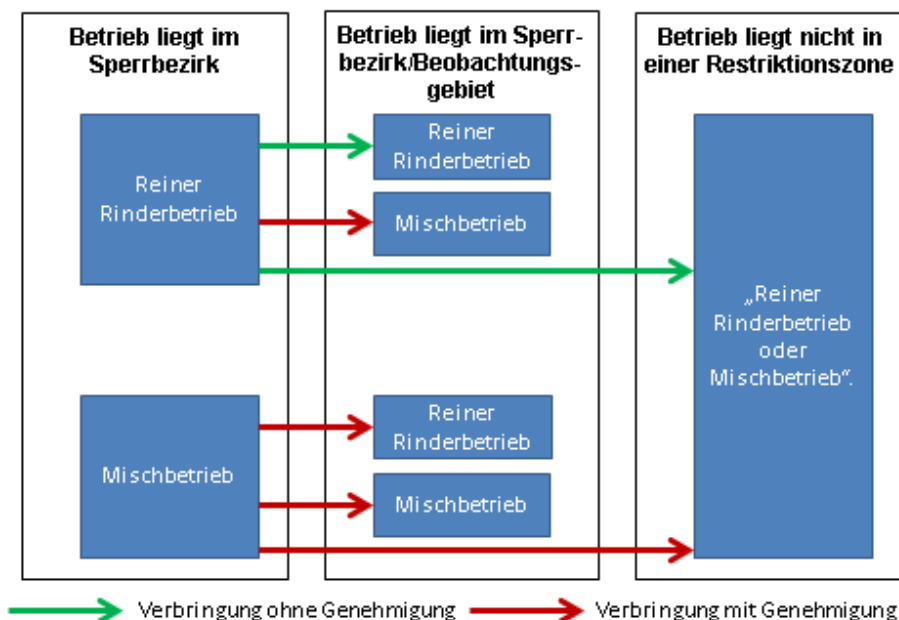 Betrieb liegt im
Sperrbezirk
Reiner
Rinderbetrieb
Mischbetrieb
Betrieb liegt im Sperr-
bezirk/Beobachtungs-
gebiet
Reiner
Rinderbetrieb
Mischbetrieb
Reiner
Rinderbetrieb
Mischbetrieb
Betrieb liegt nicht in
einer Restriktionszone
„Reiner
Rinderbetrieb
oder
Mischbetrieb“.
Verbringung ohne Genehmigung
Verbringung mit Genehmigung